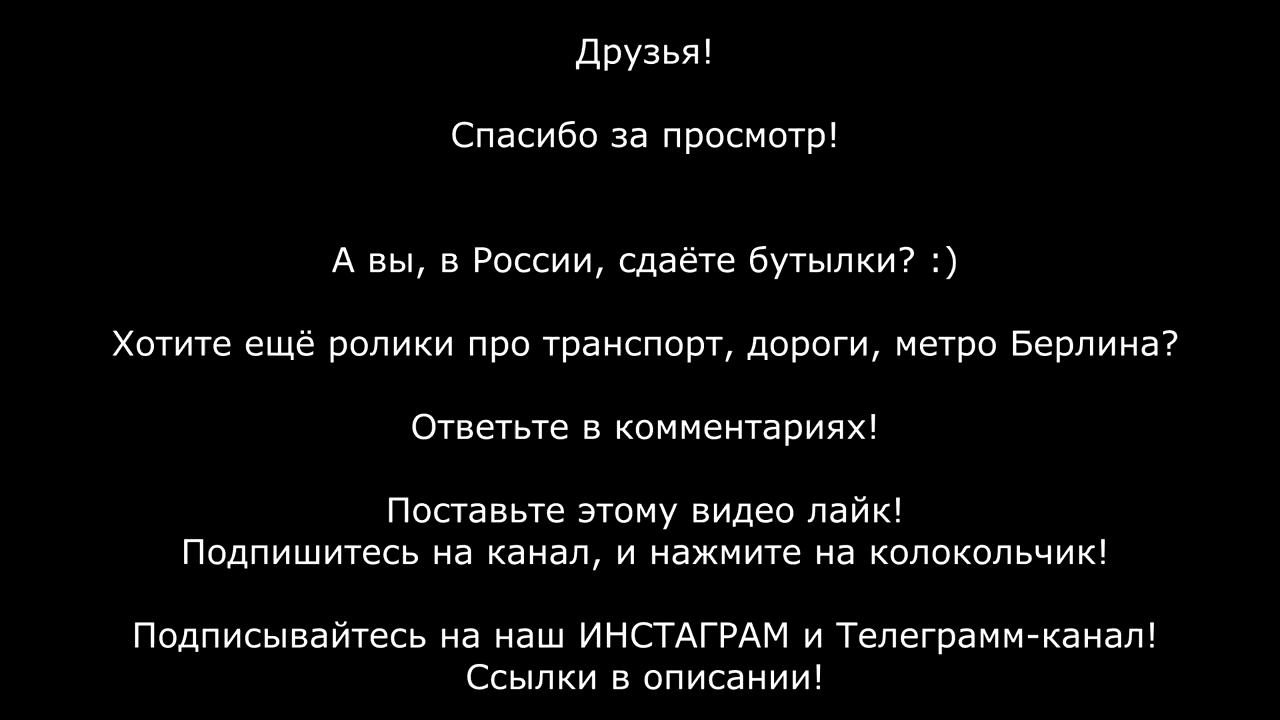 Друзья!
Спасибо за просмотр!
А вы, в России, сдаёте бутылки? :)
Хотите ещё ролики про транспорт, дороги, метро Берлина?
Ответьте в комментариях!
Поставьте этому видео лайк!
Подпишитесь на канал, и нажмите на колокольчик!
Подписывайтесь на наш ИНСТАГРАМ и Телеграмм-канал!
Ссылки в описании!